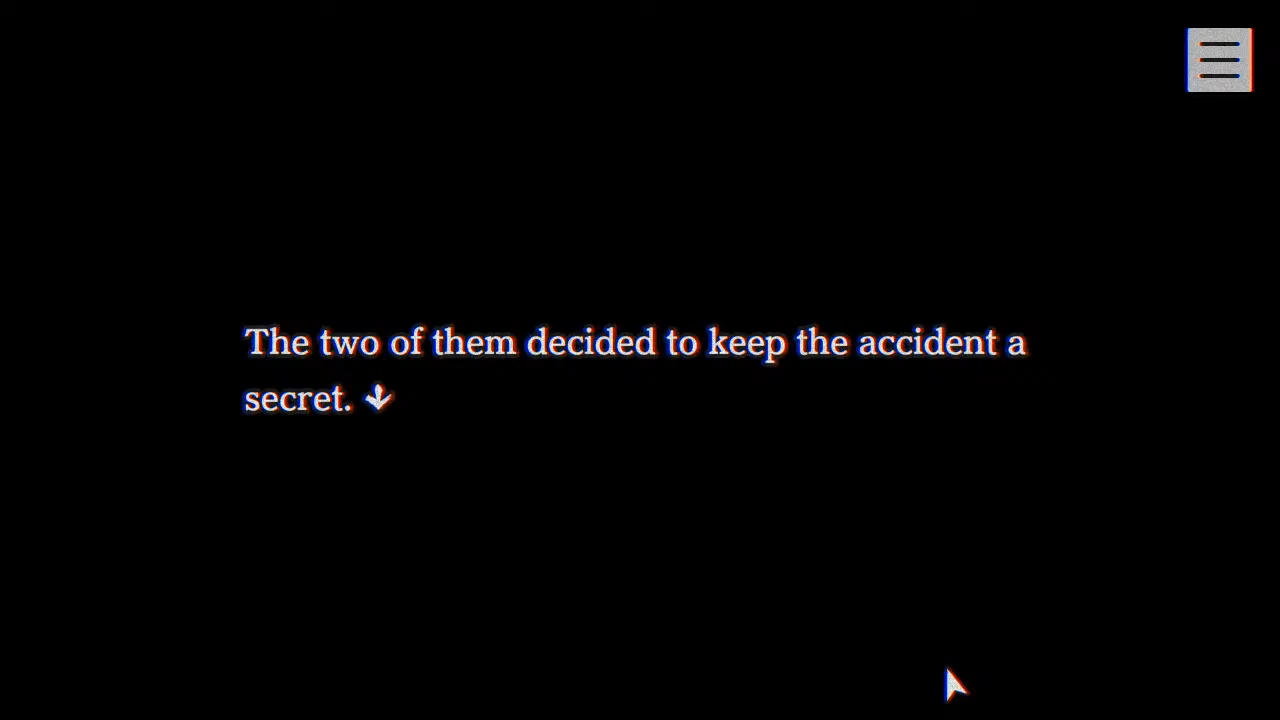 The two of them decided to keep the accident a
secret.